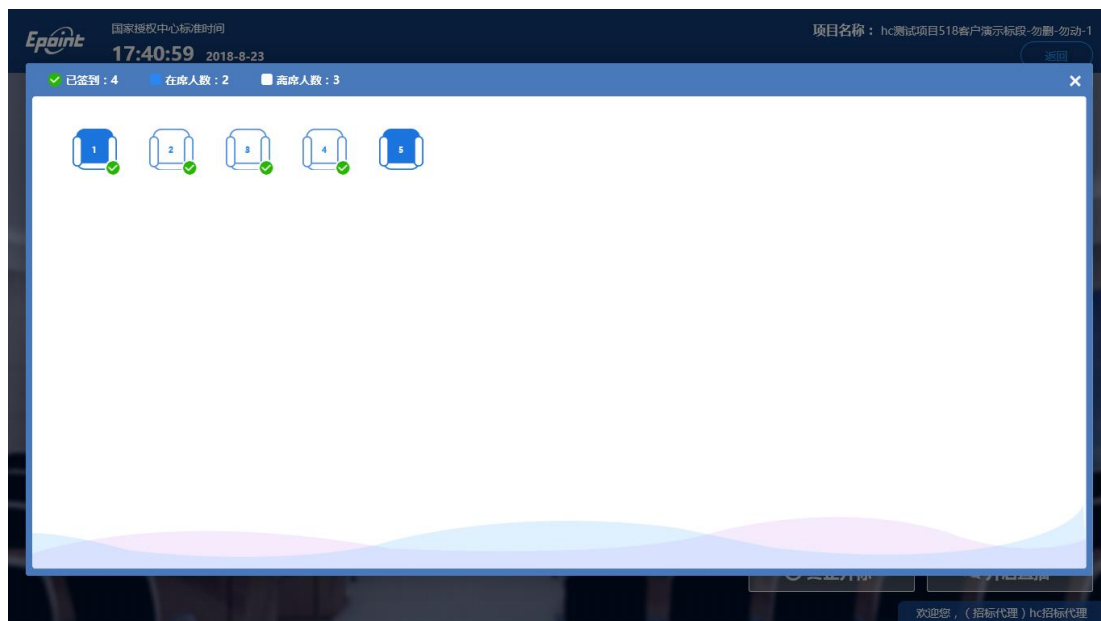 Epoint
国家授权中心标准时间
17:40:59 2018-8-23
项目名称：hc测试项目518客户演示标段-勿删-勿动-1
返回
已签到：4 在席人数：2 离席人数：3
1 2 3 4 5
欢迎您，（招标代理）hc招标代理